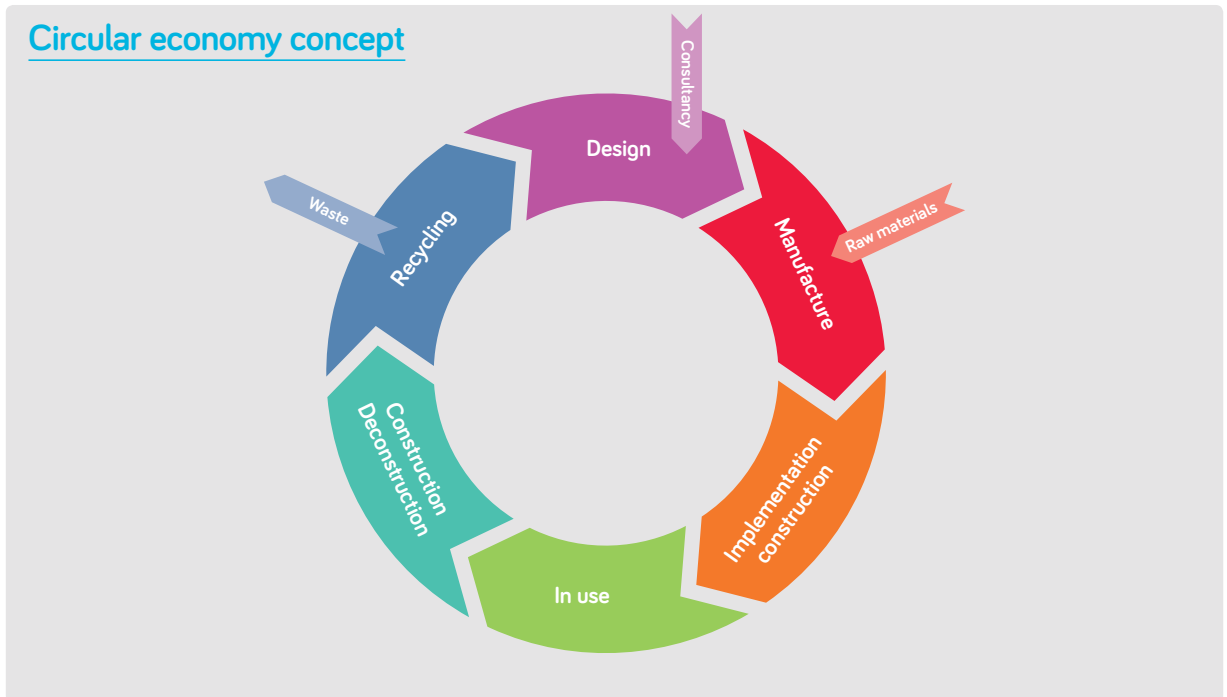 Circular economy concept
Consultancy
Design
Raw materials
Manufacture
Implementation
construction
In use
Construction
Deconstruction
Recycling
Waste